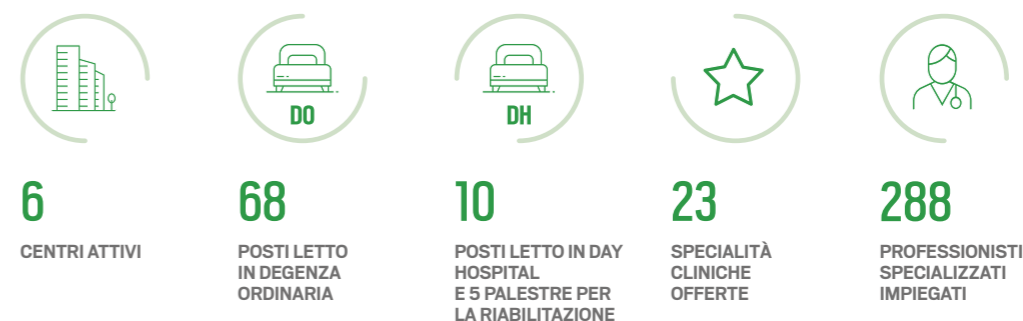 DO
DH
6
CENTRI ATTIVI
68
POSTI LETTO
IN DEGENZA
ORDINARIA
10
POSTI LETTO IN DAY
HOSPITAL
E 5 PALESTRE PER
LA RIABILITAZIONE
23
SPECIALITÀ
CLINICHE
OFFERTE
288
PROFESSIONISTI
SPECIALIZZATI
IMPIEGATI